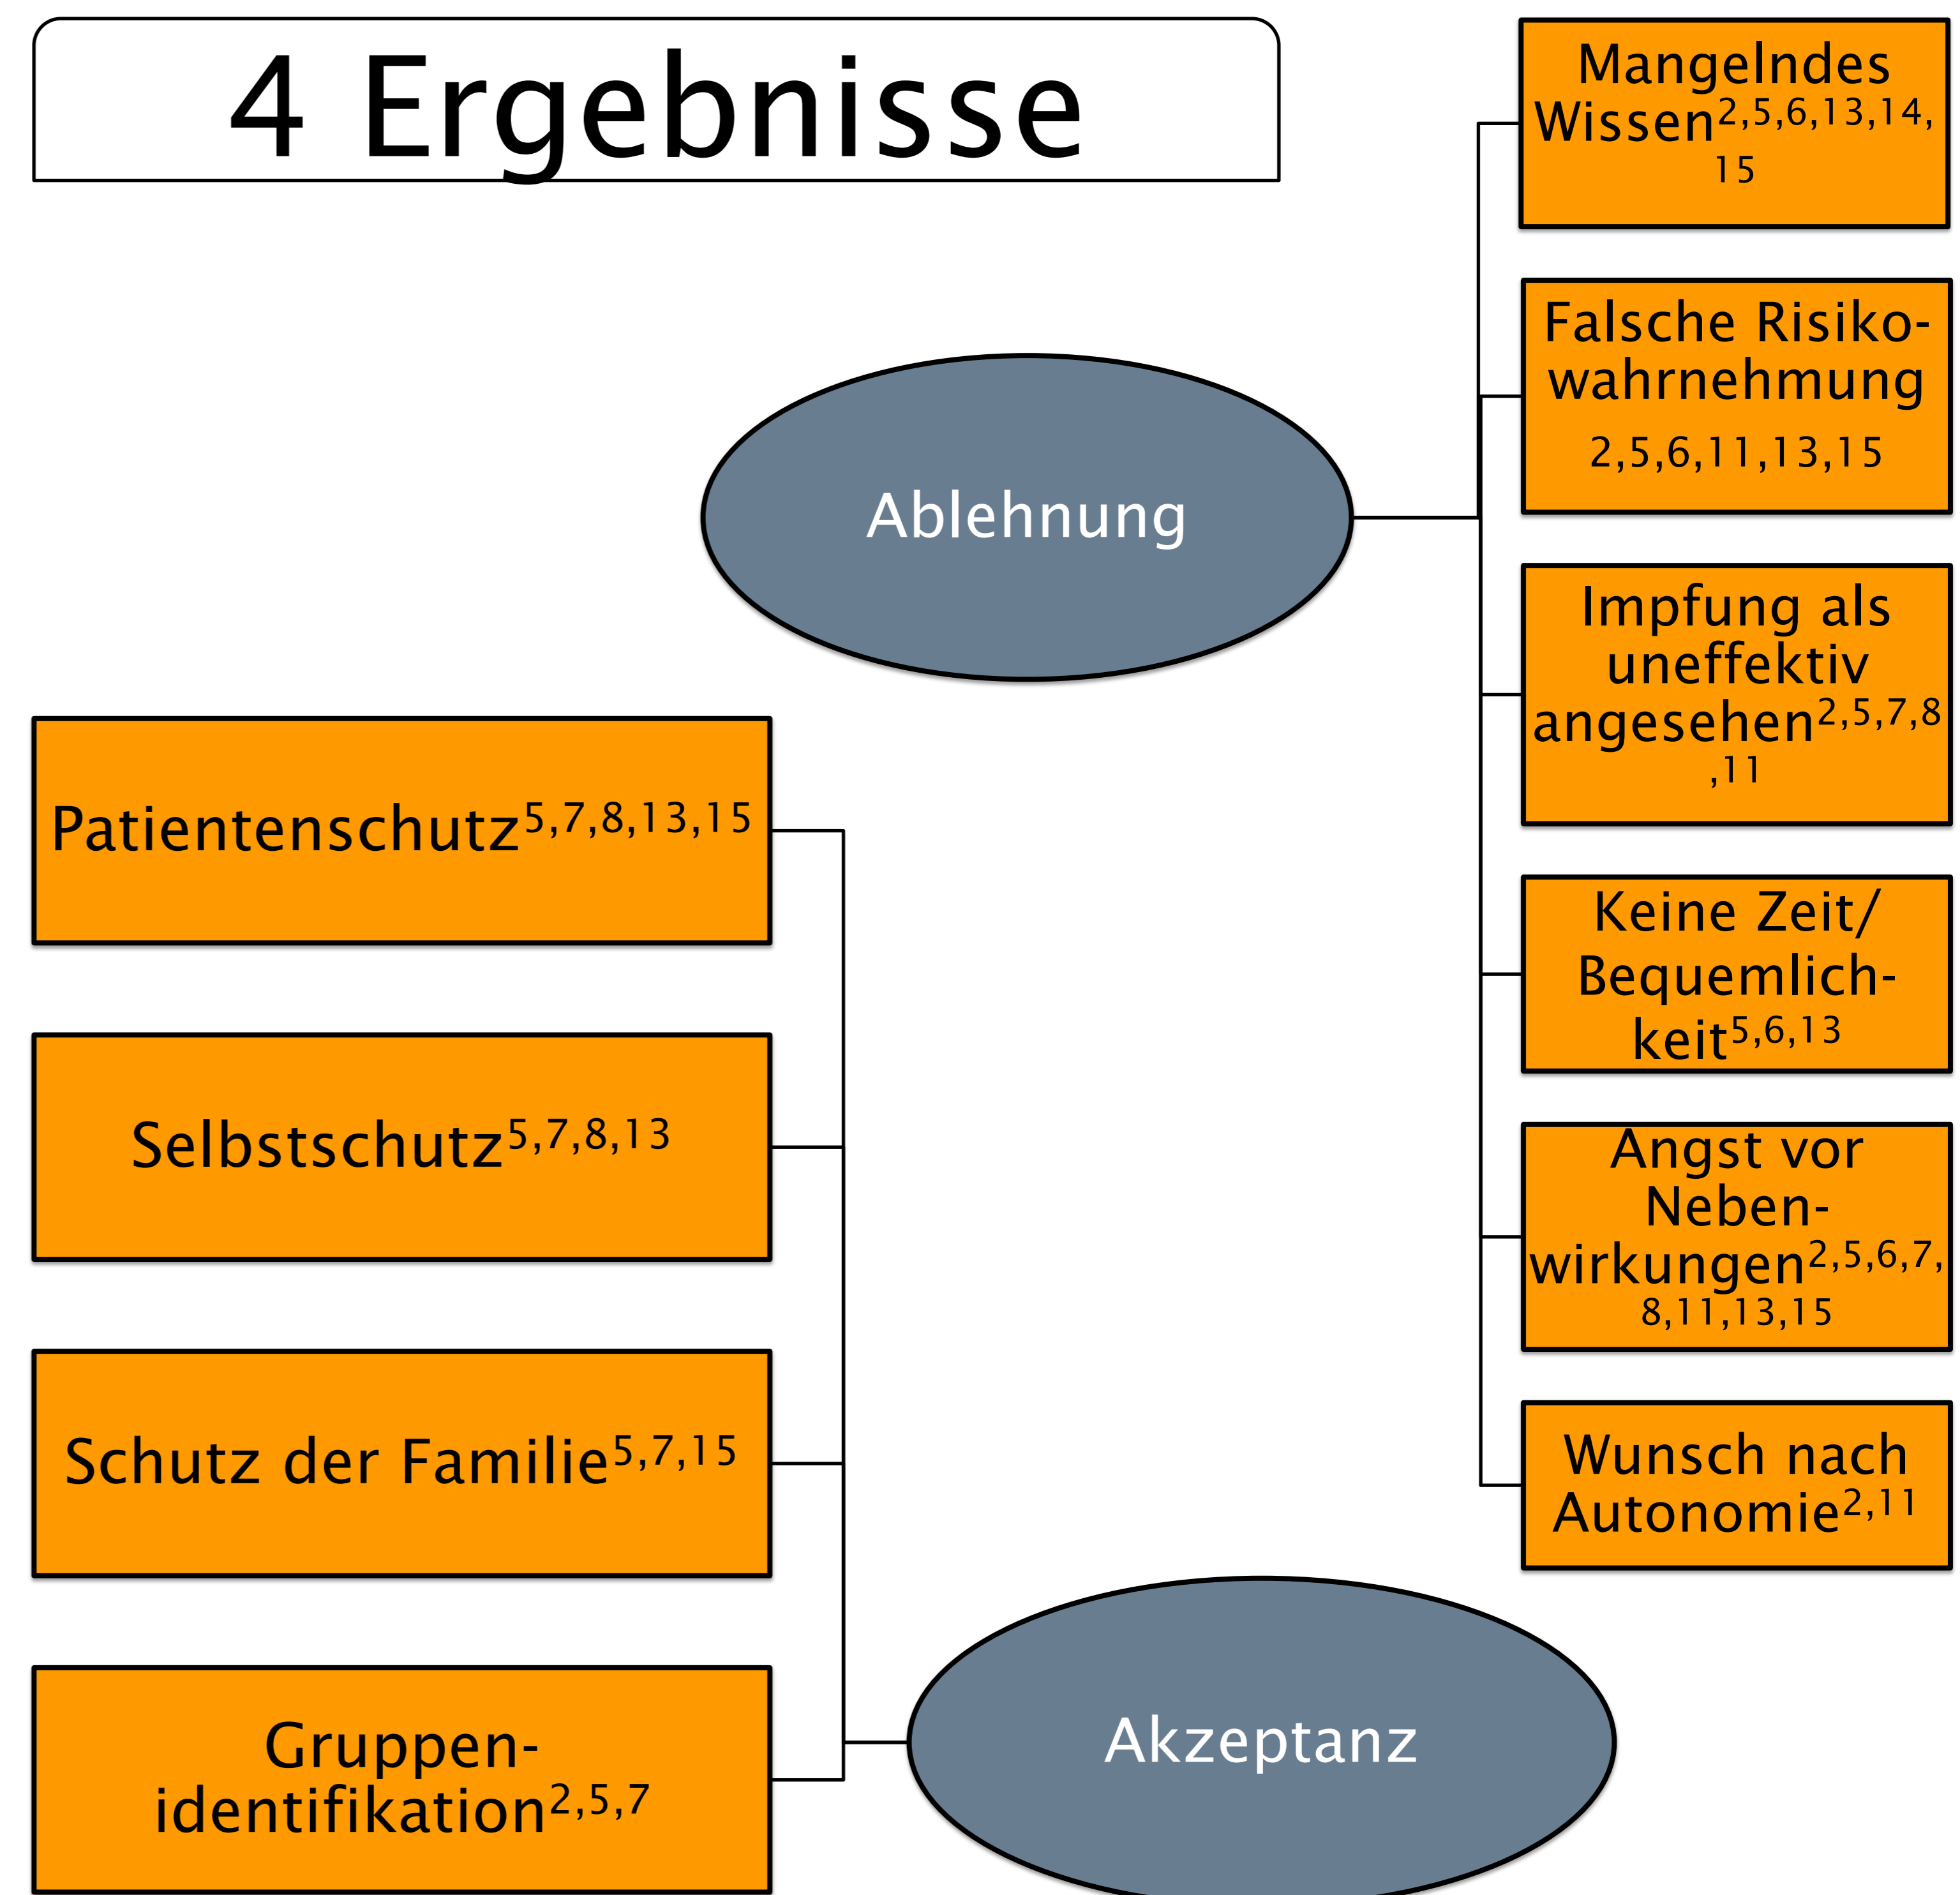 4 Ergebnisse
Ablehnung
Mangelndes
Wissen2,5,6,13,14,
15
Falsche Risiko-
wahrnehmung
2,5,6,11,13,15
Impfung als
uneffektiv
angesehen2,5,7,8
,11
Keine Zeit/
Bequemlich-
keit5,6,13
Angst vor
Neben-
wirkungen2,5,6,7,
8,11,13,15
Wunsch nach
Autonomie2,11
Patientenschutz5,7,8,13,15
Selbstschutz5,7,8,13
Schutz der Familie5,7,15
Gruppen-
identifikation2,5,7
Akzeptanz